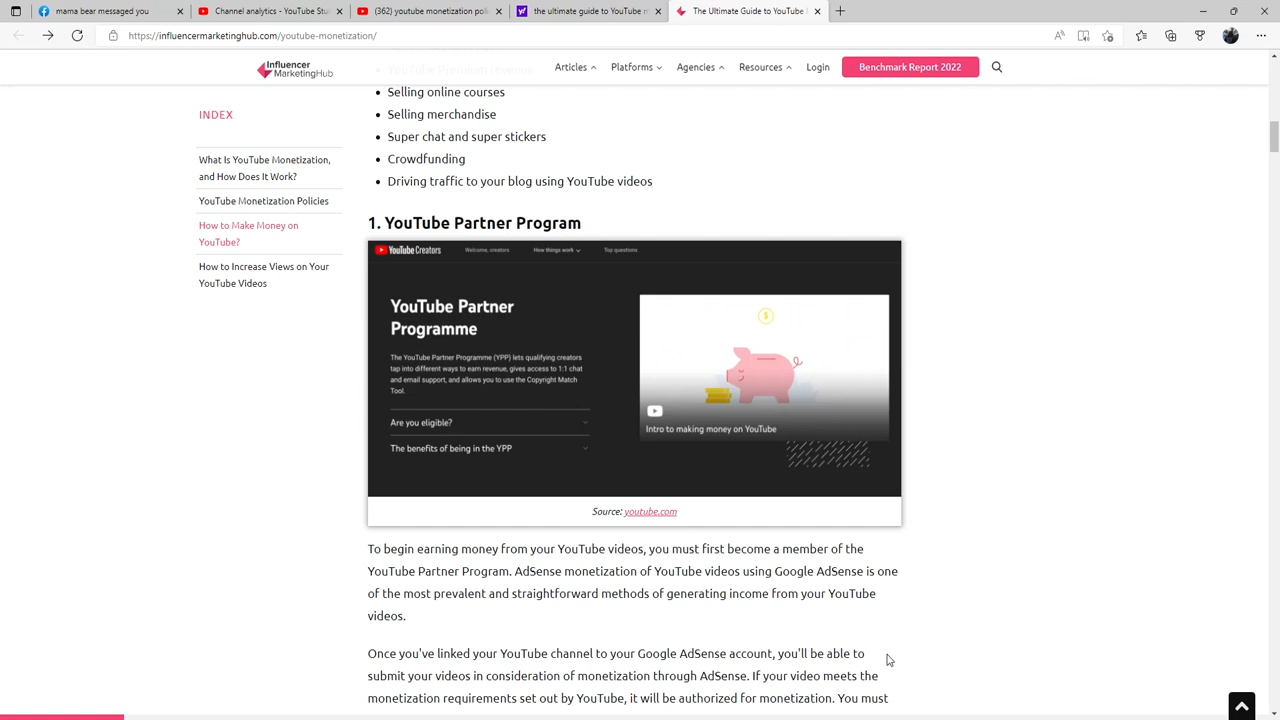 mama bear messaged you
Channel analytics - YouTube Stu
(362) youtube monetization poli
the ultimate guide to YouTube m
The Ultimate Guide to YouTube
https://influencermarketinghub.com/youtube-monetization/
Influencer
MarketingHub
Articles
Platforms
Agencies
Resources
Login
Benchmark Report 2022
INDEX
What Is YouTube Monetization,
and How Does It Work?
YouTube Monetization Policies
How to Make Money on
YouTube?
How to Increase Views on Your
YouTube Videos
YouTube Premium revenue
Selling online courses
Selling merchandise
Super chat and super stickers
Crowdfunding
Driving traffic to your blog using YouTube videos
1. YouTube Partner Program
YouTube Creators
Welcome, creators
How things work
Top questions
YouTube Partner
Programme
The YouTube Partner Programme (YPP) lets qualifying creators
tap into different ways to earn revenue, gives access to 1:1 chat
and email support, and allows you to use the Copyright Match
Tool.
Are you eligible?
The benefits of being in the YPP
Intro to making money on YouTube
Source: youtube.com
To begin earning money from your YouTube videos, you must first become a member of the
YouTube Partner Program. AdSense monetization of YouTube videos using Google AdSense is one
of the most prevalent and straightforward methods of generating income from your YouTube
videos.
Once you've linked your YouTube channel to your Google AdSense account, you'll be able to
submit your videos in consideration of monetization through AdSense. If your video meets the
monetization requirements set out by YouTube, it will be authorized for monetization. You must